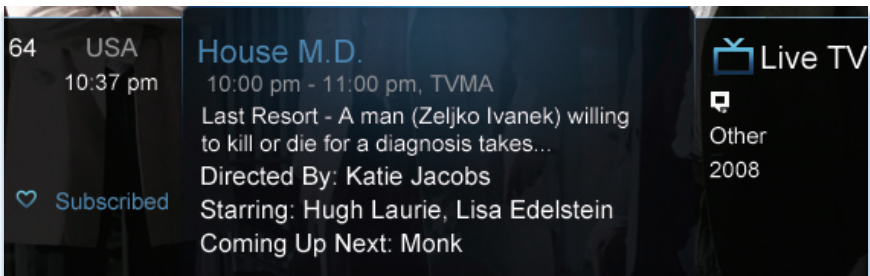 64 USA
10:37 pm
Subscribed
House M.D.
10:00 pm - 11:00 pm, TVMA
Last Resort - A man (Zeljko Ivanek) willing
to kill or die for a diagnosis takes...
Directed By: Katie Jacobs
Starring: Hugh Laurie, Lisa Edelstein
Coming Up Next: Monk
Live TV
Other
2008